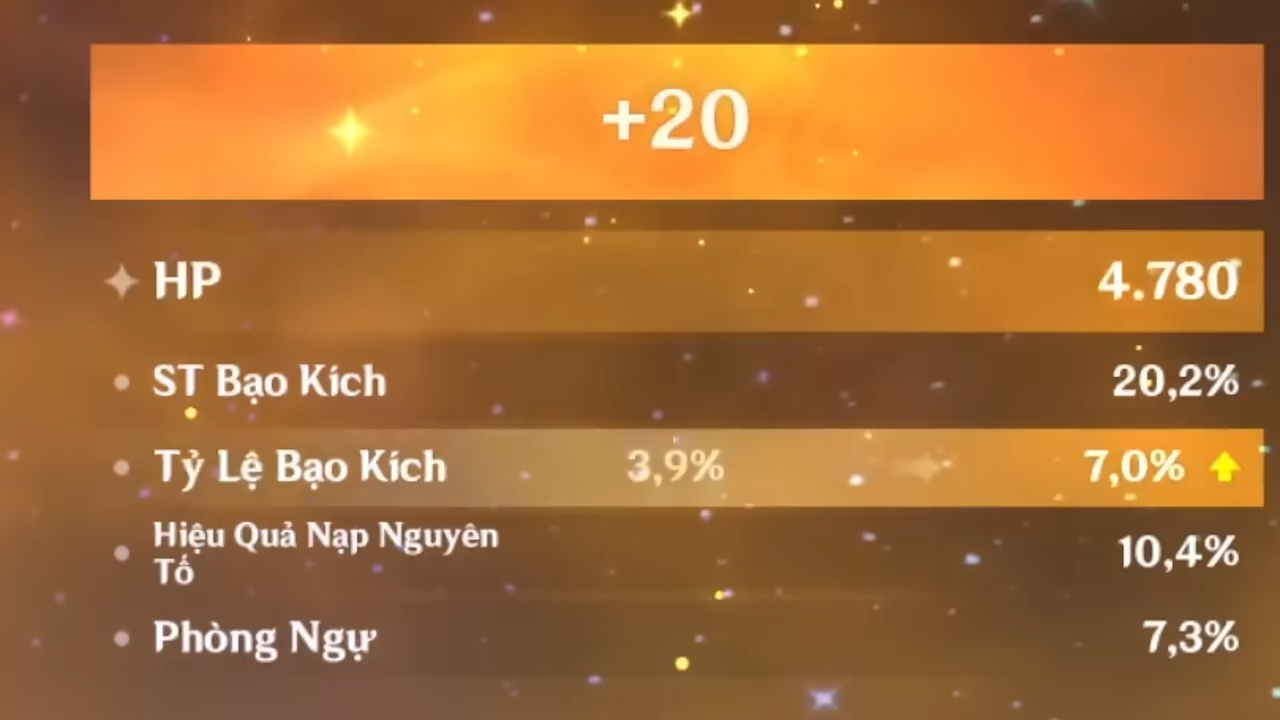 +20
HP 4.780
ST Bạo Kích 20,2%
Tỷ Lệ Bạo Kích 3,9% 7,0%
Hiệu Quả Nạp Nguyên
Tố 10,4%
Phòng Ngự 7,3%